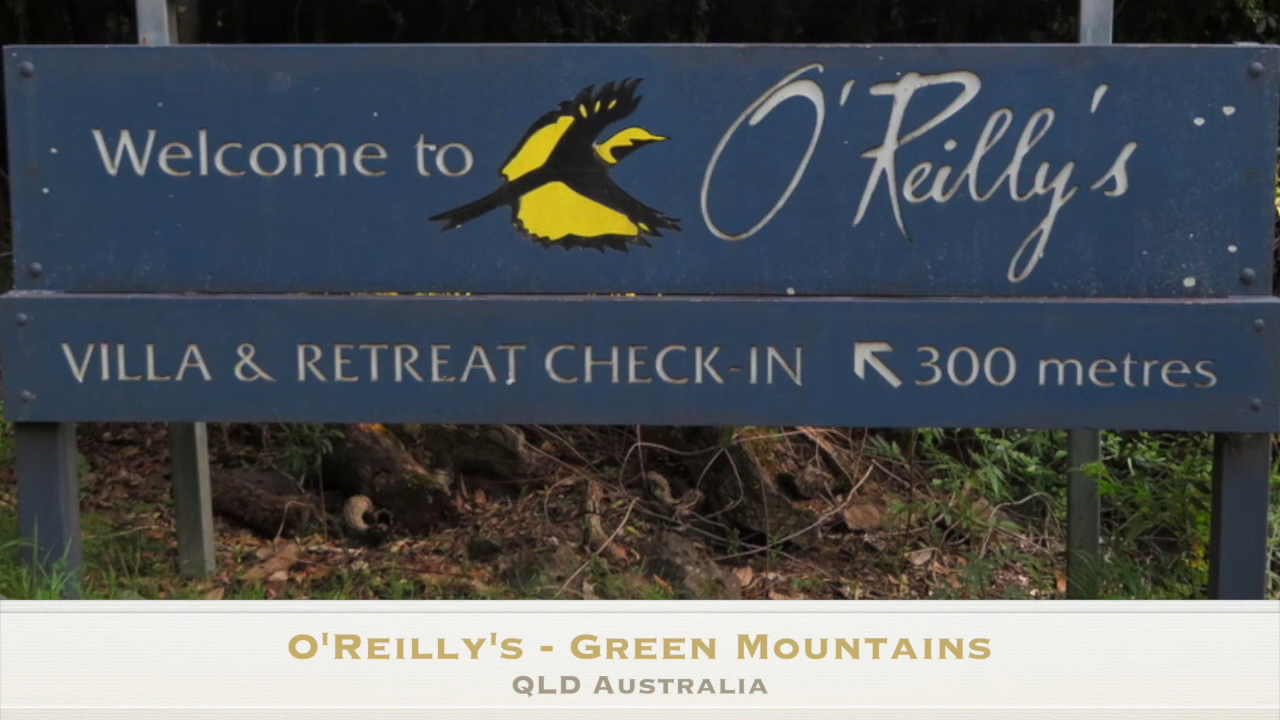 Welcome to O'Reilly's
VILLA & RETREAT CHECK-IN 300 metres
O'Reilly's - Green Mountains
QLD Australia